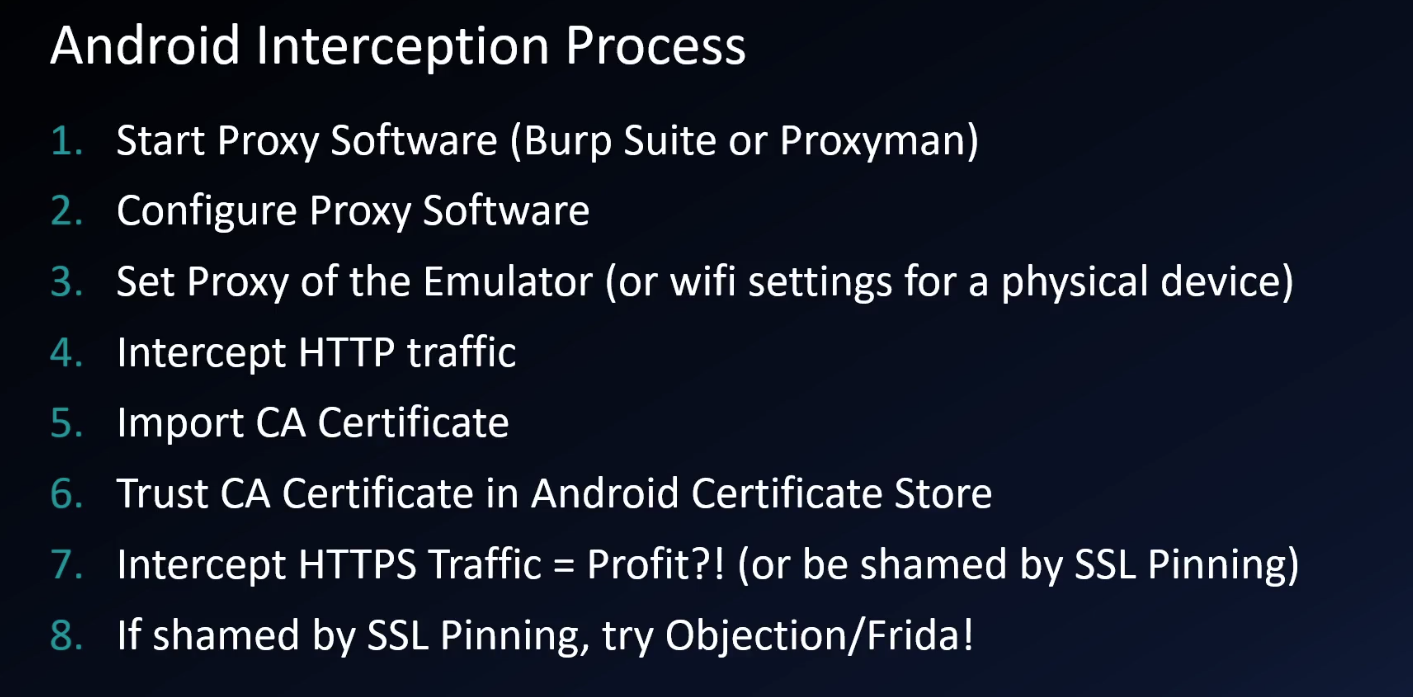 Android Interception Process
1. Start Proxy Software (Burp Suite or Proxyman)
2. Configure Proxy Software
3. Set Proxy of the Emulator (or wifi settings for a physical device)
4. Intercept HTTP traffic
5. Import CA Certificate
6. Trust CA Certificate in Android Certificate Store
7. Intercept HTTPS Traffic = Profit?! (or be shamed by SSL Pinning)
8. If shamed by SSL Pinning, try Objection/Frida!